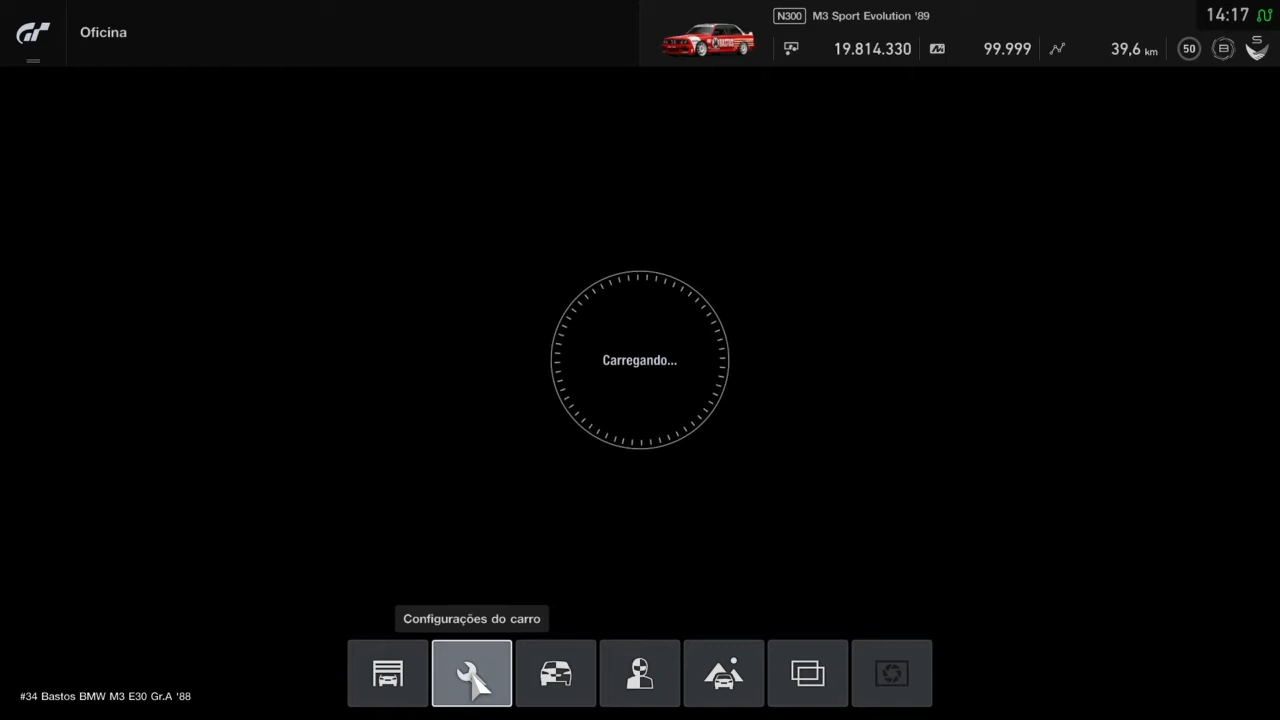 Oficina
N300 M3 Sport Evolution '89
14:17
19.814.330
99.999
39,6 km
50
B
S
Carregando...
Configurações do carro
#34 Bastos BMW M3 E30 Gr.A '88